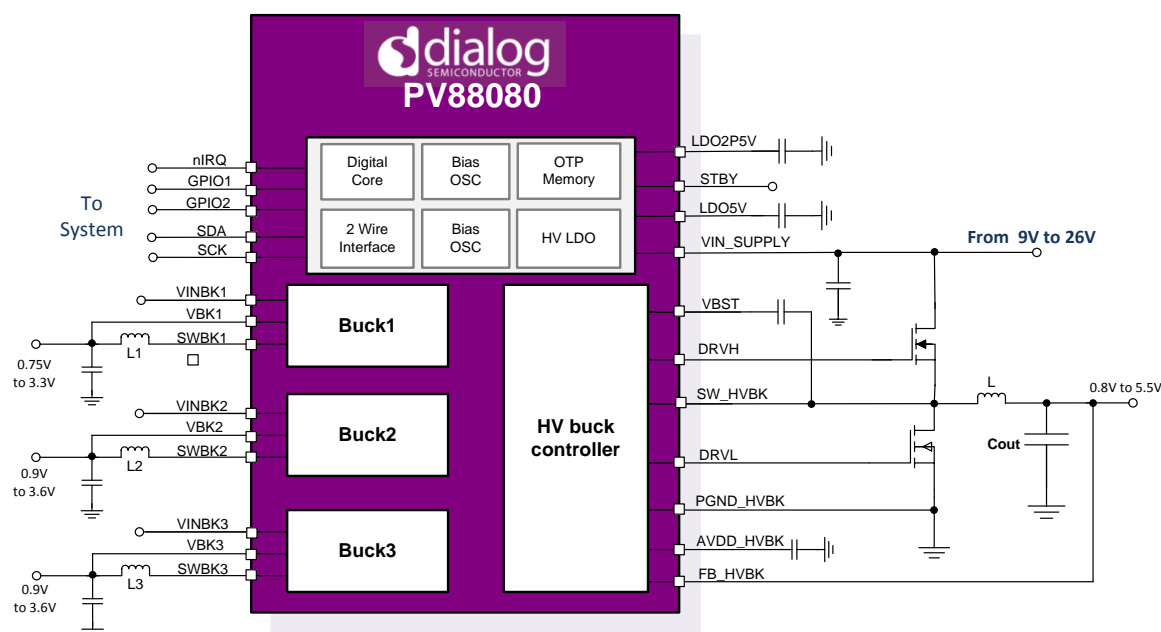 dialog
SEMICONDUCTOR
PV88080
Digital
Core
Bias
OSC
OTP
Memory
2 Wire
Interface
Bias
OSC
HV LDO
nIRQ
GPIO1
GPIO2
SDA
SCK
To
System
VINBK1
VBK1
SWBK1
L1
0.75V
to 3.3V
Buck1
VINBK2
VBK2
SWBK2
L2
0.9V
to 3.6V
Buck2
VINBK3
VBK3
SWBK3
L3
0.9V
to 3.6V
Buck3
HV buck
controller
LDO2P5V
STBY
LDO5V
VIN_SUPPLY
From 9V to 26V
VBST
DRVH
SW_HVBK
L
0.8V to 5.5V
Cout
DRVL
PGND_HVBK
AVDD_HVBK
FB_HVBK